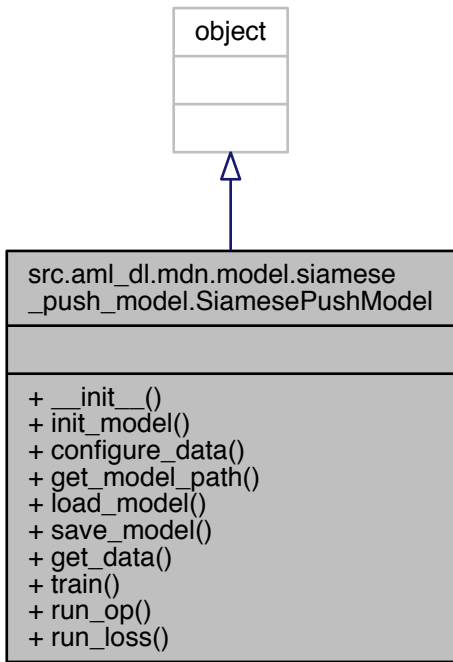 object
src.aml_dl.mdn.model.siamese
_push_model.SiamesePushModel
+ __init__()
+ init_model()
+ configure_data()
+ get_model_path()
+ load_model()
+ save_model()
+ get_data()
+ train()
+ run_op()
+ run_loss()